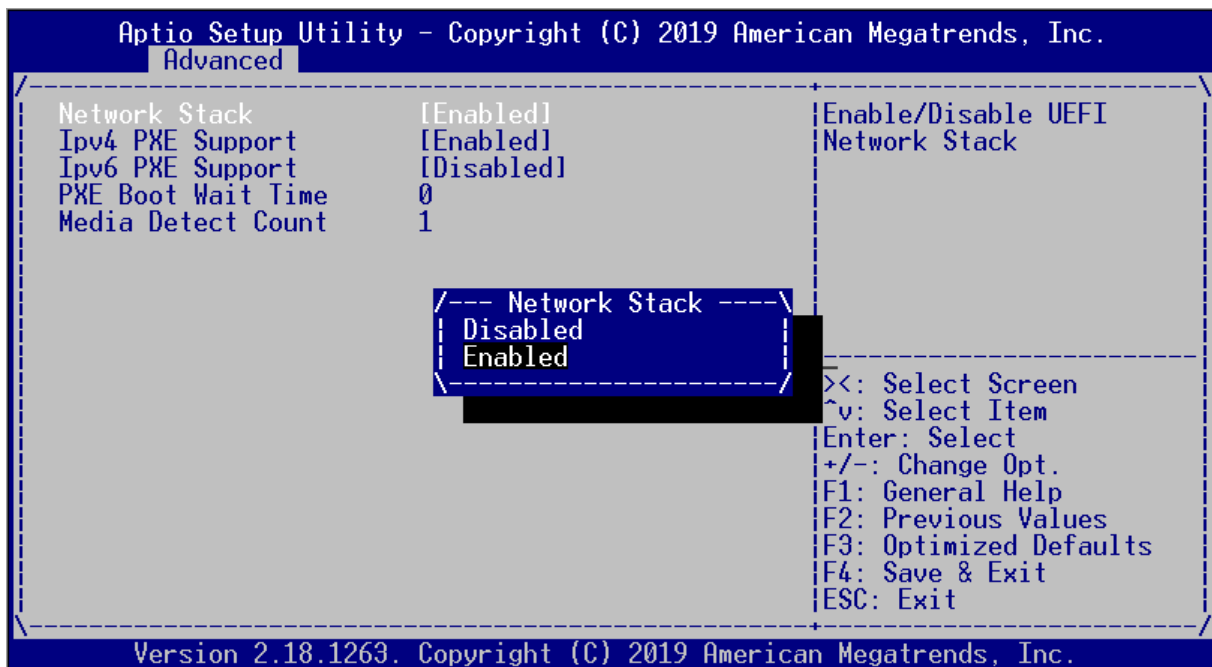 Aptio Setup Utility - Copyright (C) 2019 American Megatrends, Inc.
Advanced
Network Stack [Enabled]
Ipv4 PXE Support [Enabled]
Ipv6 PXE Support [Disabled]
PXE Boot Wait Time 0
Media Detect Count 1
Enable/Disable UEFI
Network Stack
Network Stack
Disabled
Enabled
><: Select Screen
^v: Select Item
Enter: Select
+/-: Change Opt.
F1: General Help
F2: Previous Values
F3: Optimized Defaults
F4: Save & Exit
ESC: Exit
Version 2.18.1263. Copyright (C) 2019 American Megatrends, Inc.